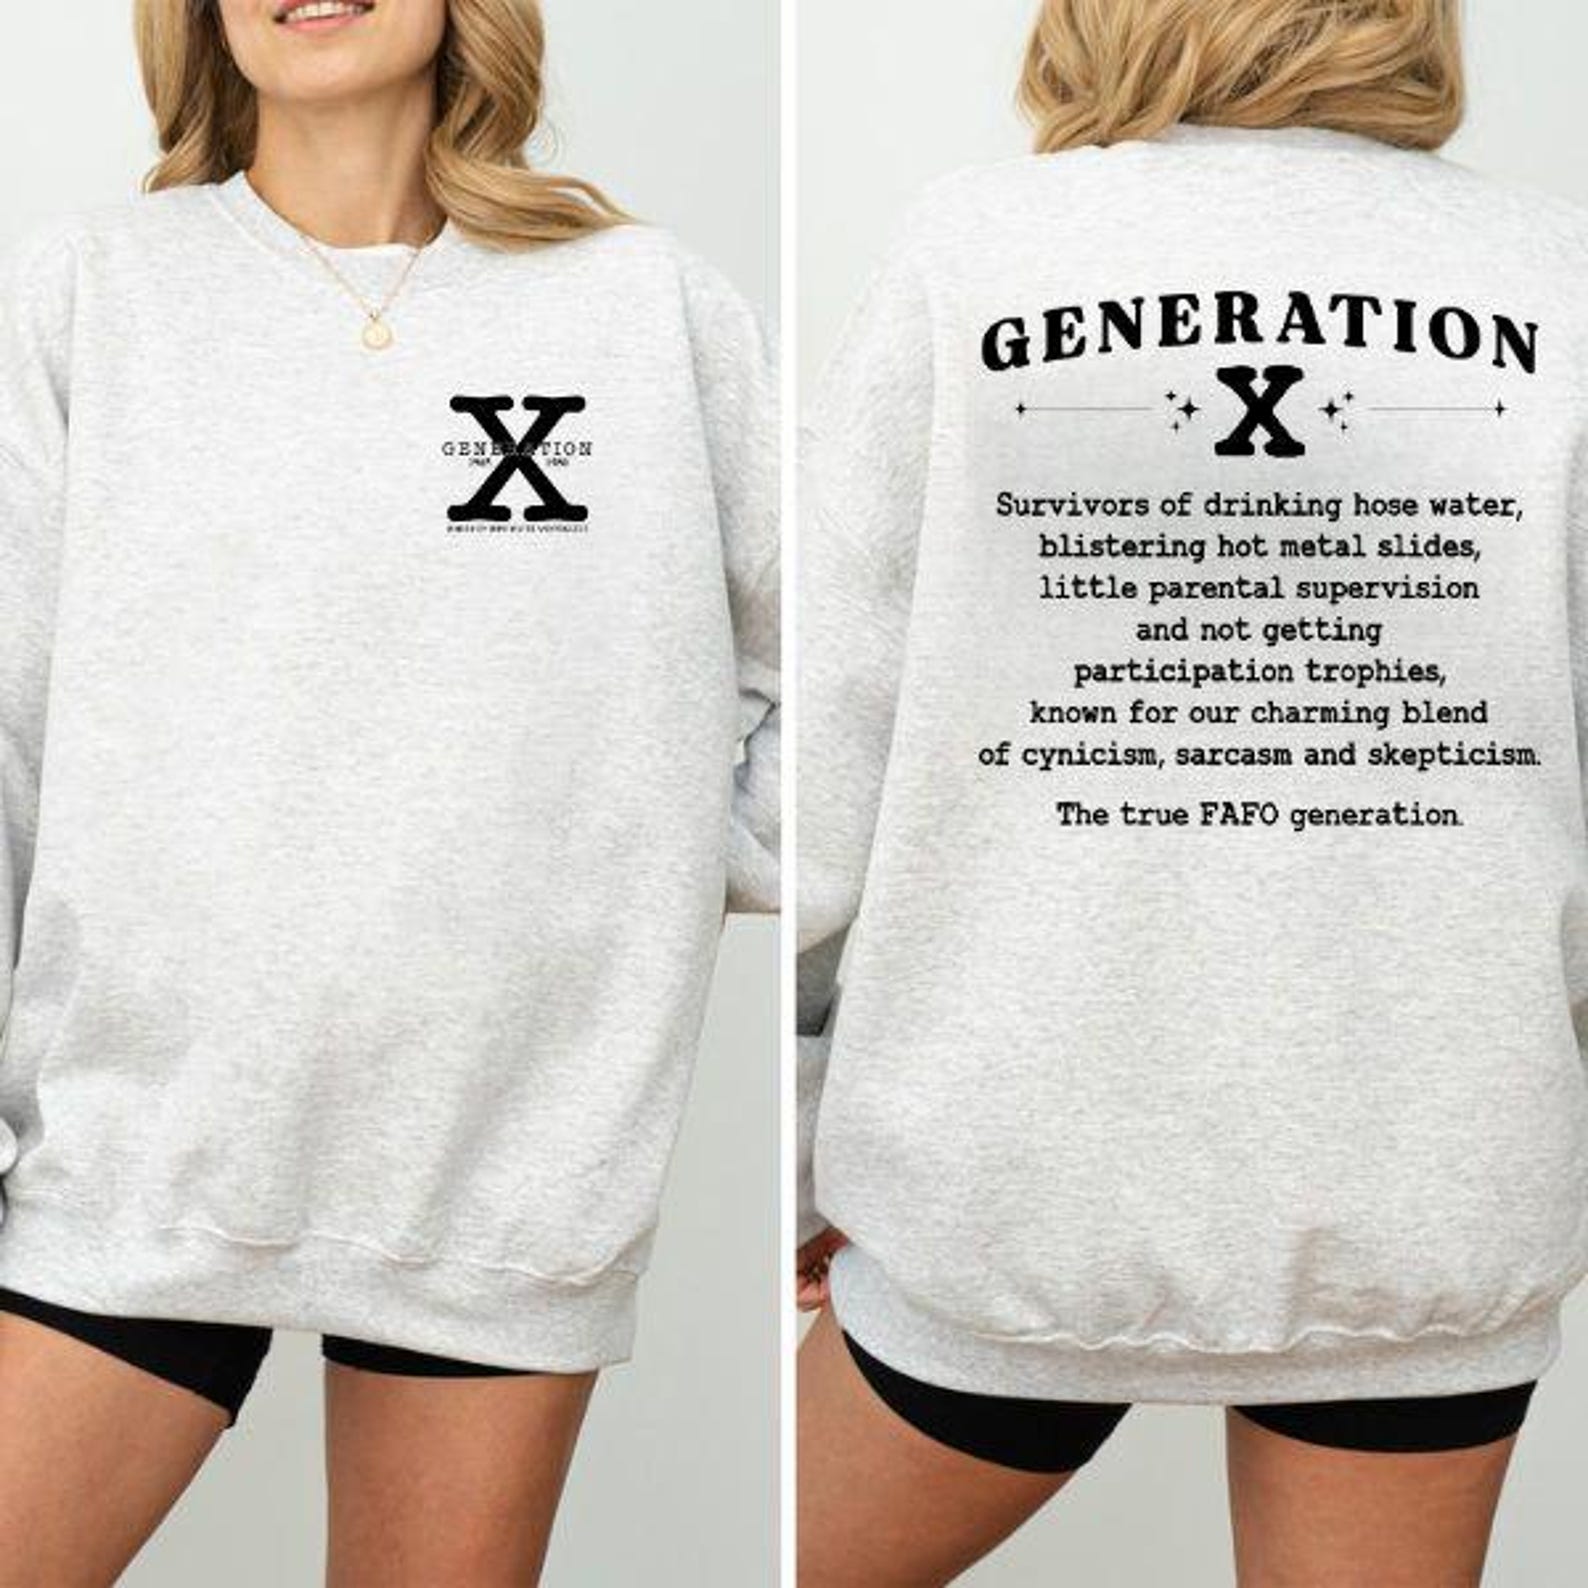 X
GENERATION
GENERATION
X
Survivors of drinking hose water,
blistering hot metal slides,
little parental supervision
and not getting
participation trophies,
known for our charming blend
of cynicism, sarcasm and skepticism.
The true FAFO generation.